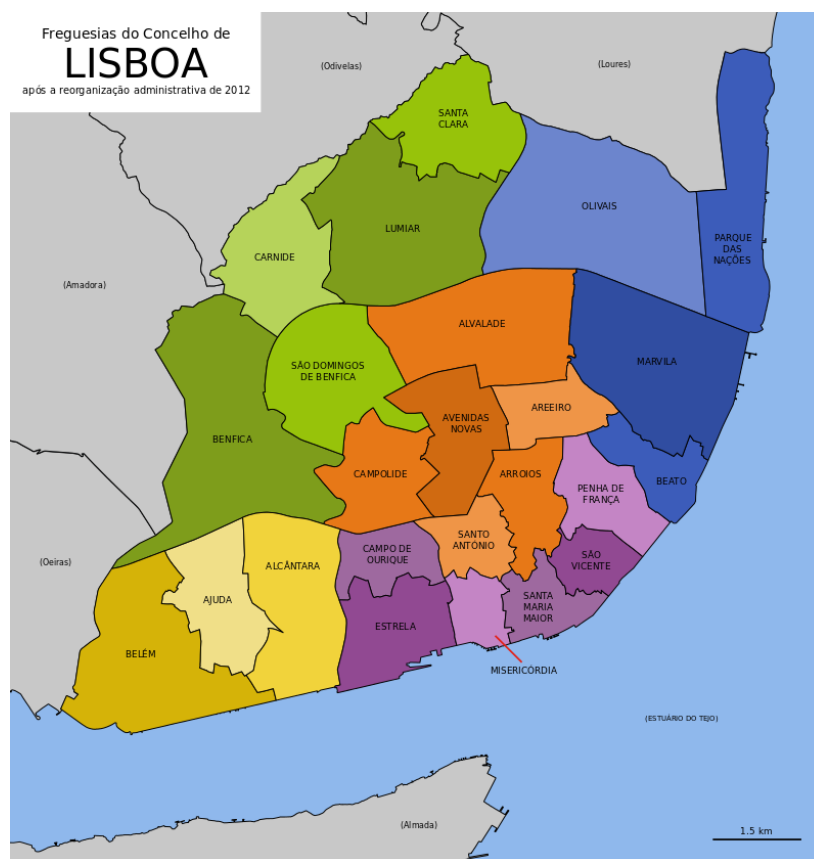 Freguesias do Concelho de
LISBOA
após a reorganização administrativa de 2012
(Odivelas)
(Loures)
SANTA
CLARA
OLIVAIS
LUMIAR
PARQUE
DAS
NAÇÕES
CARNIDE
(Amadora)
ALVALADE
MARVILA
SÃO DOMINGOS
DE BENFICA
AREEIRO
AVENIDAS
NOVAS
BENFICA
CAMPOLIDE
ARROIOS
BEATO
PENHA DE
FRANÇA
SANTO
ANTÓNIO
CAMPO DE
OURIQUE
SÃO
VICENTE
(Oeiras)
ALCÂNTARA
AJUDA
SANTA
MARIA
MAIOR
ESTRELA
BELÉM
MISERICÓRDIA
(ESTUÁRIO DO TEJO)
(Almada)
1.5 km